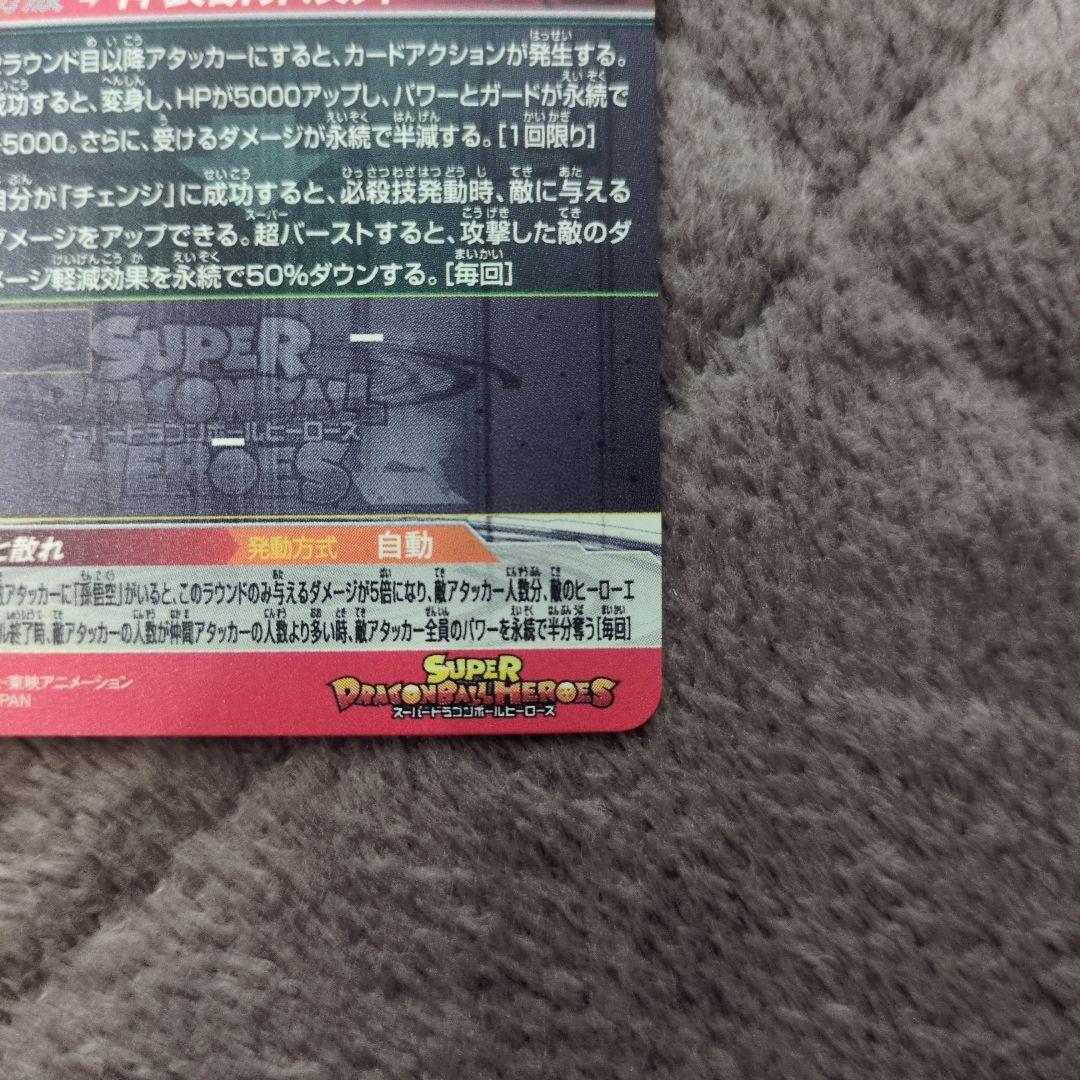 ラウンド目以降アタッカーにすると、カードアクションが発生する。
成功すると、変身し、HPが5000アップし、パワーとガードが永続で
5000。さらに、受けるダメージが永続で半減する。[1回限り]
自分が「チェンジ」に成功すると、必殺技発動時、敵に与える
ダメージをアップできる。超バーストすると、攻撃した敵のダ
メージ軽減効果を永続で50%ダウンする。[毎回]
SUPER
DRAGONBALL
スーパードラゴンボールヒーローズ
HEROES
と散れ 発動方式 自動
アタッカーに「孫悟空」がいると、このラウンドのみ与えるダメージが5倍になり、敵アタッカー人数分、敵のヒーローエ
終了時、敵アタッカーの人数が仲間アタッカーの人数より多い時、敵アタッカー全員のパワーを永続で半分奪う[毎回]
・東映アニメーション
PAN
SUPER
DRAGONBALL HEROES
スーパードラゴンボールヒーローズ